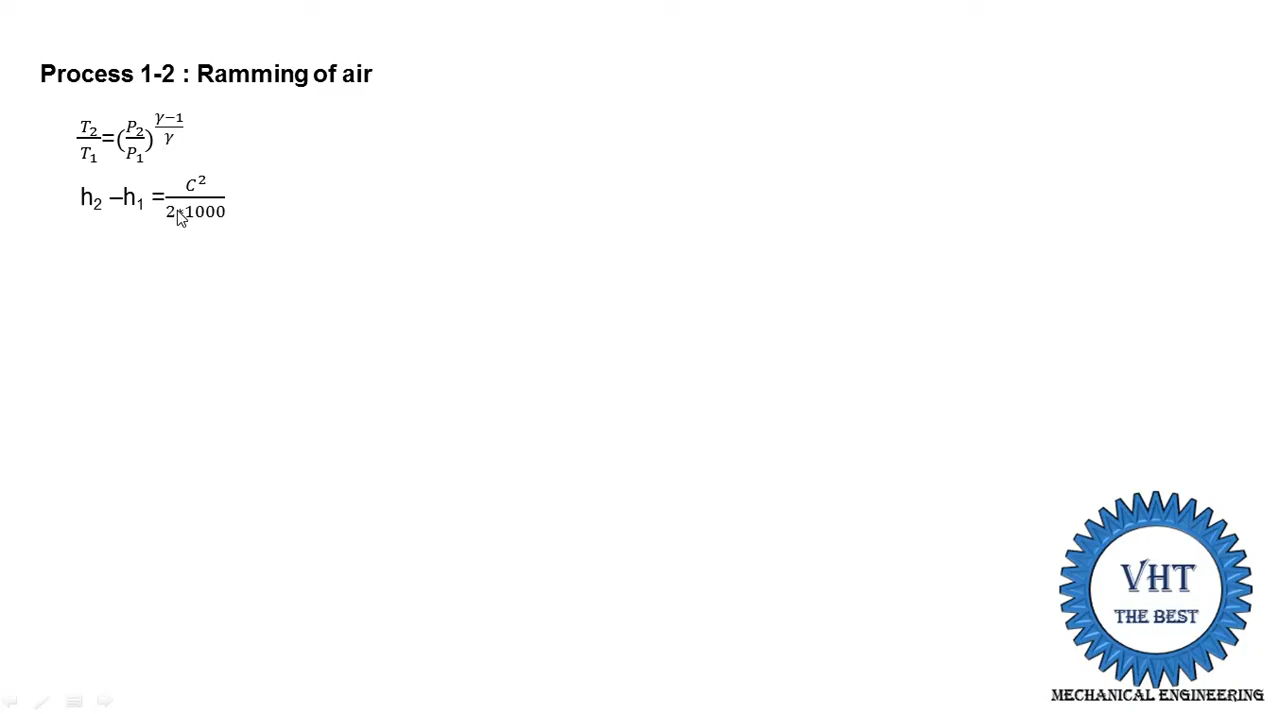 Process 1-2 : Ramming of air
T₂/T₁=(P₂/P₁)^((γ−1)/γ)
h₂ –h₁ =C²/(2*1000)
VHT
THE BEST
MECHANICAL ENGINEERING